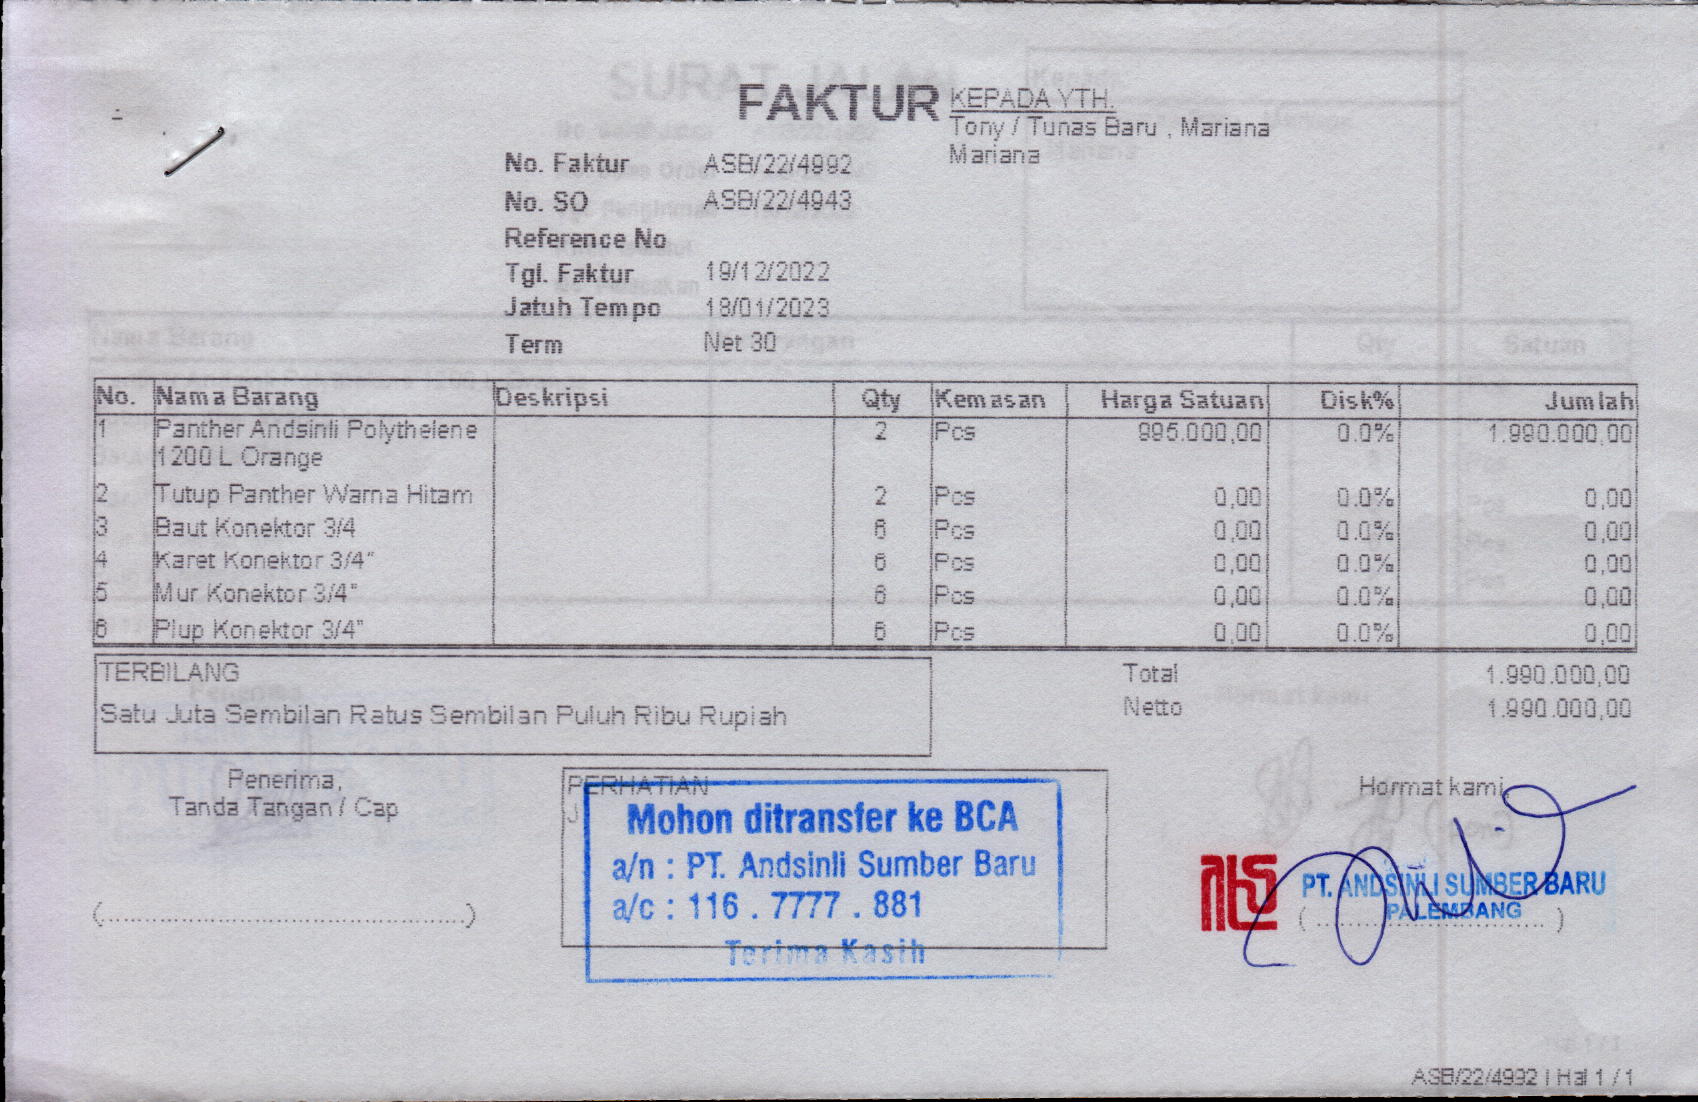 FAKTUR
KEPADA YTH.
Tony / Tunas Baru , Mariana
Mariana
No. Faktur ASB/22/4992
No. SO ASB/22/4943
Reference No
Tgl. Faktur 19/12/2022
Jatuh Tempo 18/01/2023
Term Net 30
No. Nama Barang Deskripsi Qty Kemasan Harga Satuan Disk% Jumlah
1 Panther Andsinli Polythelene 2 Pcs 995.000,00 0.0% 1.990.000,00
1200 L Orange
2 Tutup Panther Warna Hitam 2 Pcs 0,00 0.0% 0,00
3 Baut Konektor 3/4 6 Pcs 0,00 0.0% 0,00
4 Karet Konektor 3/4" 6 Pcs 0,00 0.0% 0,00
5 Mur Konektor 3/4" 6 Pcs 0,00 0.0% 0,00
6 Plup Konektor 3/4" 6 Pcs 0,00 0.0% 0,00
TERBILANG
Satu Juta Sembilan Ratus Sembilan Puluh Ribu Rupiah
Total 1.990.000,00
Netto 1.990.000,00
Penerima,
Tanda Tangan / Cap
PERHATIAN
Mohon ditransfer ke BCA
a/n : PT. Andsinli Sumber Baru
a/c : 116 . 7777 . 881
Terima Kasih
Hormat kami,
PT. ANDSINLI SUMBER BARU
PALEMBANG
ASB/22/4992 | Hal 1 / 1